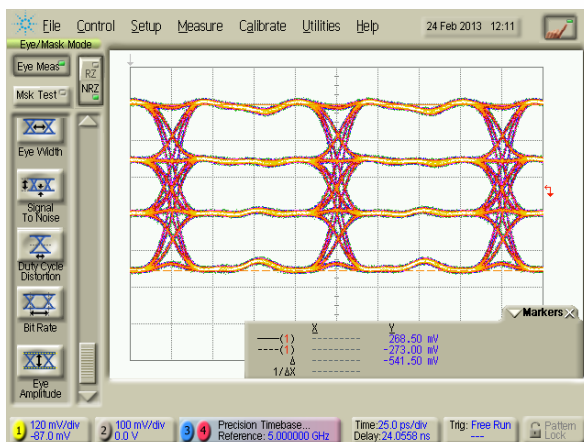 File Control Setup Measure Calibrate Utilities Help 24 Feb 2013 12:11
Eye/Mask Mode
Eye Meas
RZ
NRZ
Msk Test
Eye Width
Signal
To Noise
Duty Cycle
Distortion
Bit Rate
Eye
Amplitude
Markers
X Y
(1) 268.50 mV
(1) -273.00 mV
Δ -541.50 mV
1/ΔX
1 120 mV/div
-87.0 mV
2 100 mV/div
0.0 V
3 4 Precision Timebase...
Reference: 5.000000 GHz
Time:25.0 ps/div
Delay:24.0558 ns
Trig: Free Run
---
Pattern
Lock